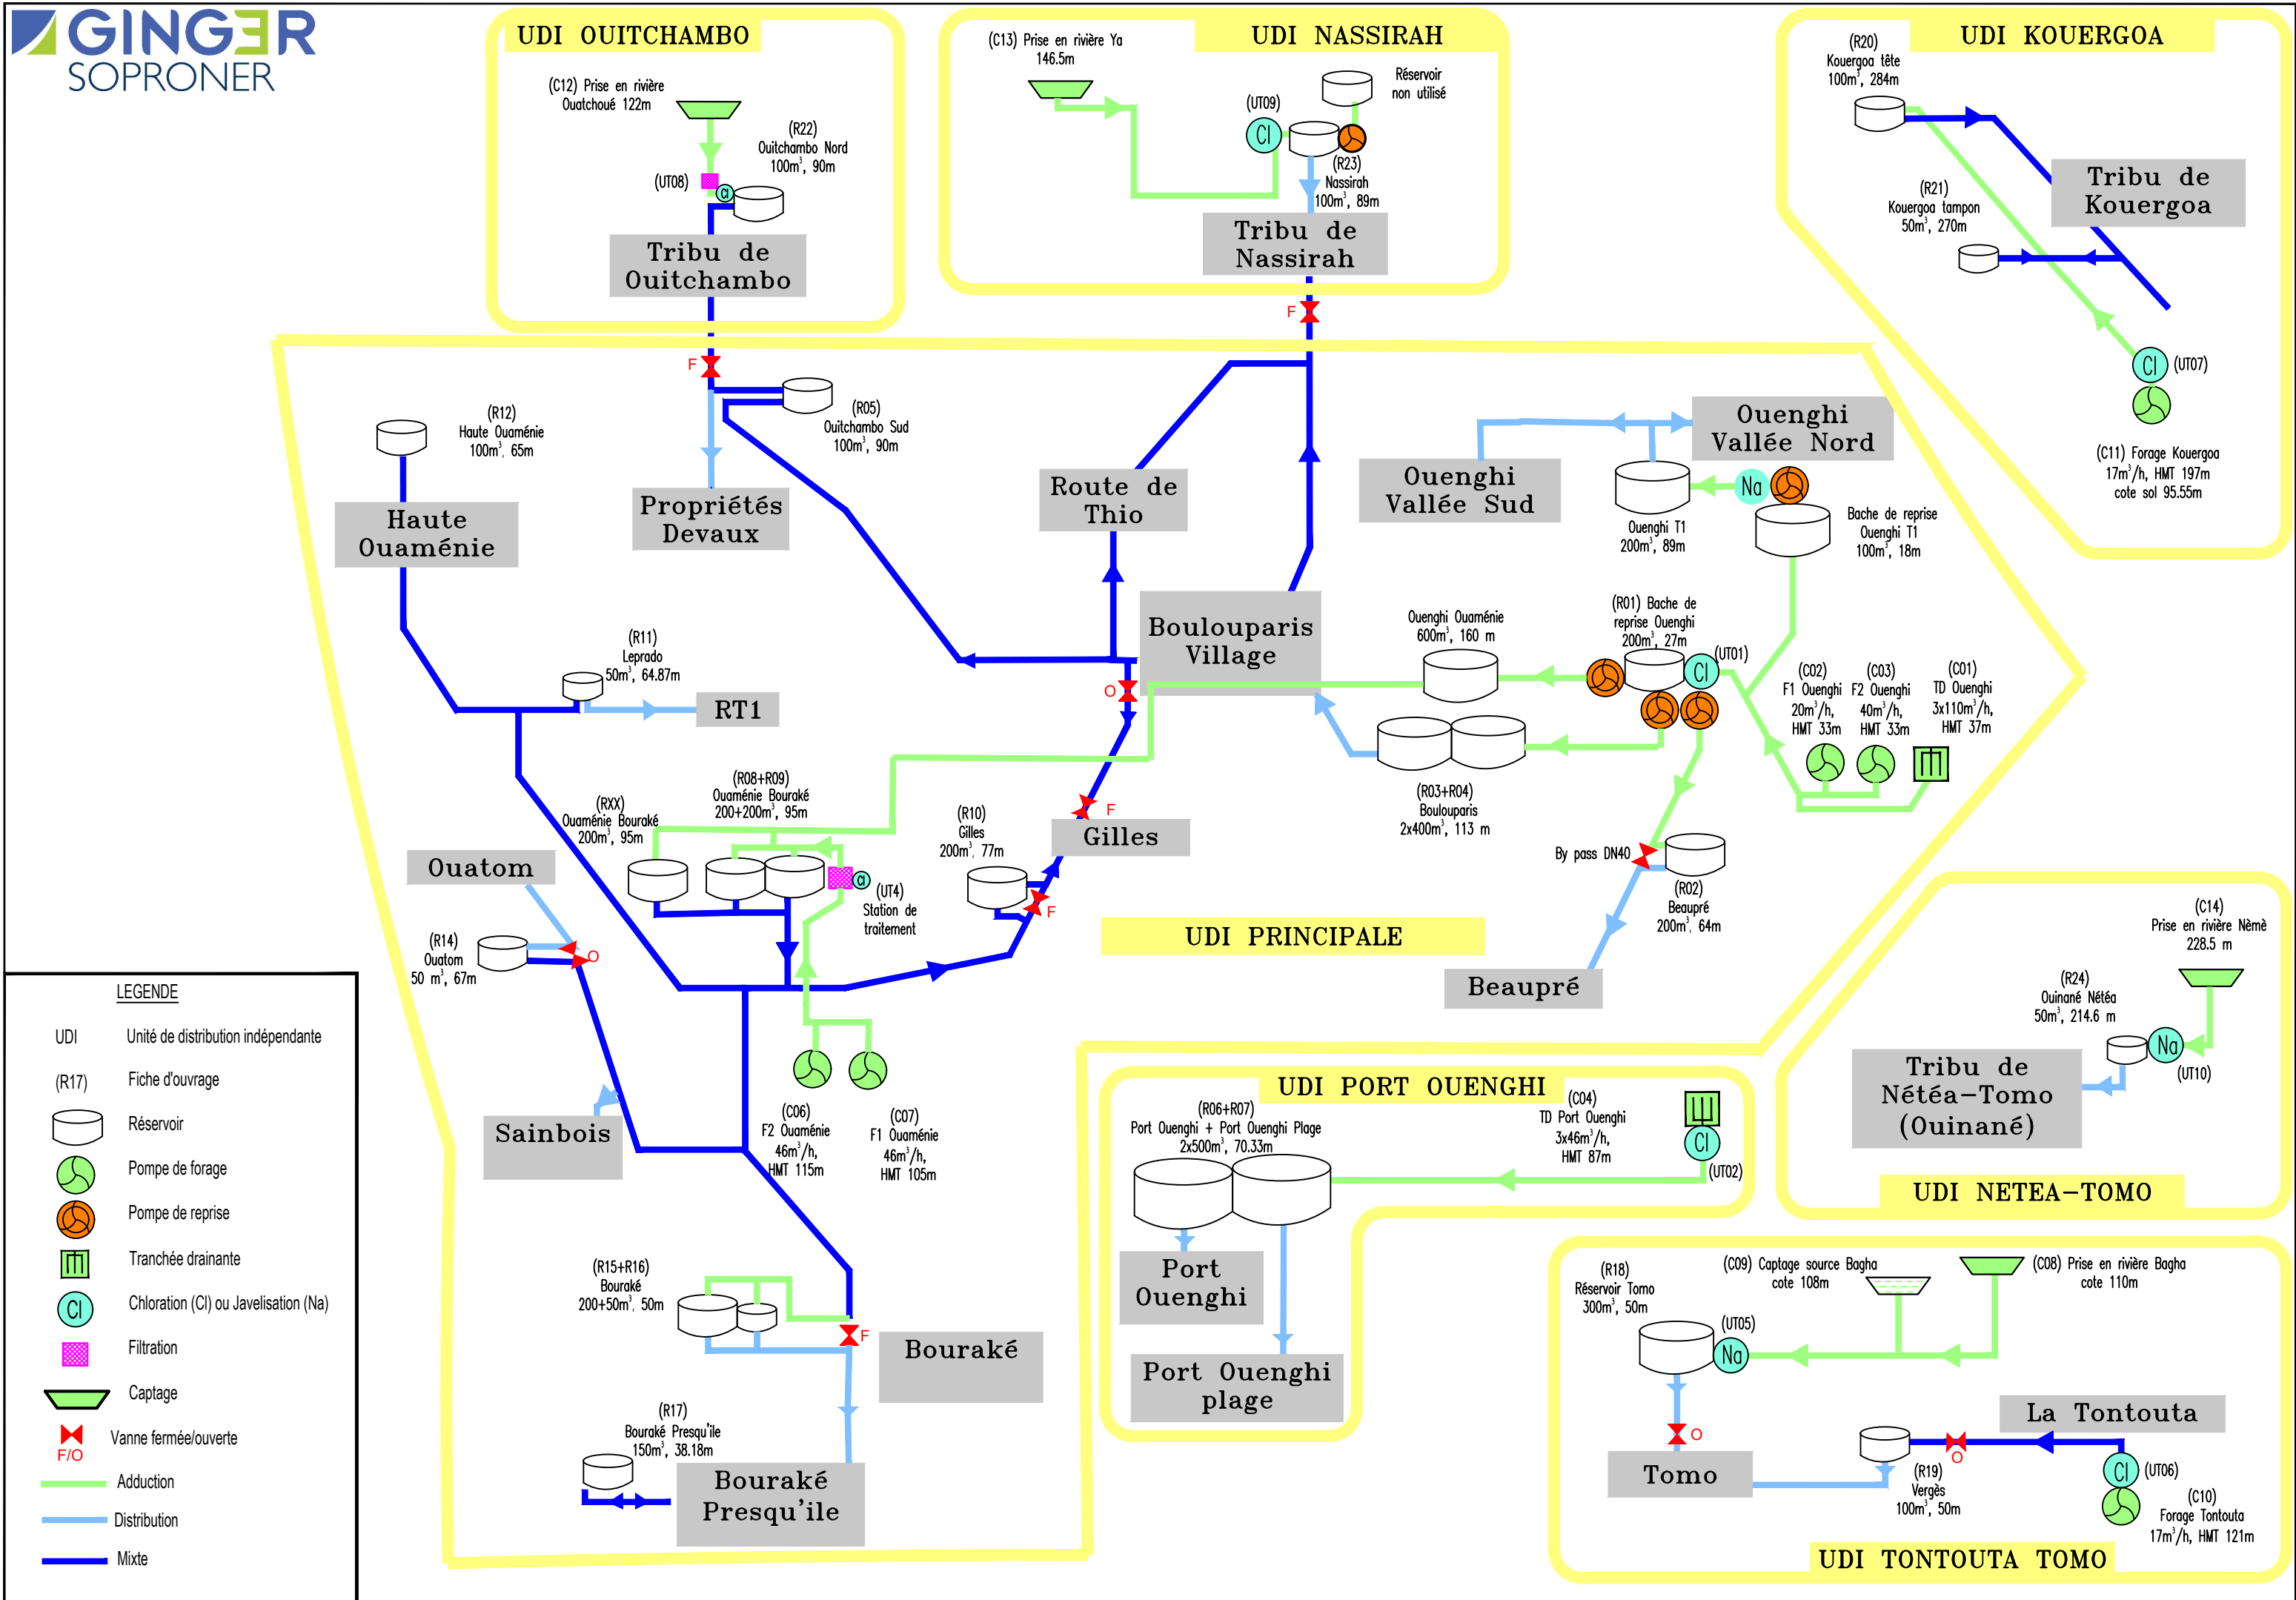 GINGER
SOPRONER
UDI OUITCHAMBO
(C12) Prise en rivière
Ouatchoué 122m
(R22)
Ouitchambo Nord
100m³, 90m
(UT08)
Cl
Tribu de
Ouitchambo
F
UDI NASSIRAH
(C13) Prise en rivière Ya
146.5m
Réservoir
non utilisé
(UT09)
Cl
(R23)
Nassirah
100m³, 89m
Tribu de
Nassirah
F
UDI KOUERGOA
(R20)
Kouergoa tête
100m³, 284m
Tribu de
Kouergoa
(R21)
Kouergoa tampon
50m³, 270m
Cl
(UT07)
(C11) Forage Kouergoa
17m³/h, HMT 197m
cote sol 95.55m
(R12)
Haute Ouaménie
100m³, 65m
Haute
Ouaménie
(R05)
Ouitchambo Sud
100m³, 90m
Propriétés
Devaux
Route de
Thio
Ouenghi
Vallée Sud
Ouenghi
Vallée Nord
Na
Ouenghi T1
200m³, 89m
Bache de reprise
Ouenghi T1
100m³, 18m
Boulouparis
Village
O
Ouenghi Ouaménie
600m³, 160 m
(R01) Bache de
reprise Ouenghi
200m³, 27m
Cl
(UT01)
(C02)
F1 Ouenghi
20m³/h,
HMT 33m
(C03)
F2 Ouenghi
40m³/h,
HMT 33m
(C01)
TD Ouenghi
3x110m³/h,
HMT 37m
(R03+R04)
Boulouparis
2x400m³, 113 m
By pass DN40
(R02)
Beaupré
200m³, 64m
Beaupré
(R11)
Leprado
50m³, 64.87m
RT1
(RXX)
Ouaménie Bouraké
200m³, 95m
(R08+R09)
Ouaménie Bouraké
200+200m³, 95m
Cl
(UT4)
Station de
traitement
(R10)
Gilles
200m³, 77m
F
Gilles
F
UDI PRINCIPALE
Ouatom
(R14)
Ouatom
50 m³, 67m
O
Sainbois
(C06)
F2 Ouaménie
46m³/h,
HMT 115m
(C07)
F1 Ouaménie
46m³/h,
HMT 105m
(R15+R16)
Bouraké
200+50m³, 50m
F
Bouraké
(R17)
Bouraké Presqu'ile
150m³, 38.18m
Bouraké
Presqu'ile
UDI PORT OUENGHI
(R06+R07)
Port Ouenghi + Port Ouenghi Plage
2x500m³, 70.33m
(C04)
TD Port Ouenghi
3x46m³/h,
HMT 87m
Cl
(UT02)
Port
Ouenghi
Port Ouenghi
plage
(C14)
Prise en rivière Nèmè
228.5 m
(R24)
Ouinané Nétéa
50m³, 214.6 m
Na
(UT10)
Tribu de
Nétéa-Tomo
(Ouinané)
UDI NETEA-TOMO
(R18)
Réservoir Tomo
300m³, 50m
(C09) Captage source Bagha
cote 108m
(C08) Prise en rivière Bagha
cote 110m
(UT05)
Na
O
Tomo
La Tontouta
O
(R19)
Vergès
100m³, 50m
Cl
(UT06)
(C10)
Forage Tontouta
17m³/h, HMT 121m
UDI TONTOUTA TOMO
LEGENDE
UDI Unité de distribution indépendante
(R17) Fiche d'ouvrage
Réservoir
Pompe de forage
Pompe de reprise
Tranchée drainante
Cl Chloration (Cl) ou Javelisation (Na)
Filtration
Captage
F/O Vanne fermée/ouverte
Adduction
Distribution
Mixte